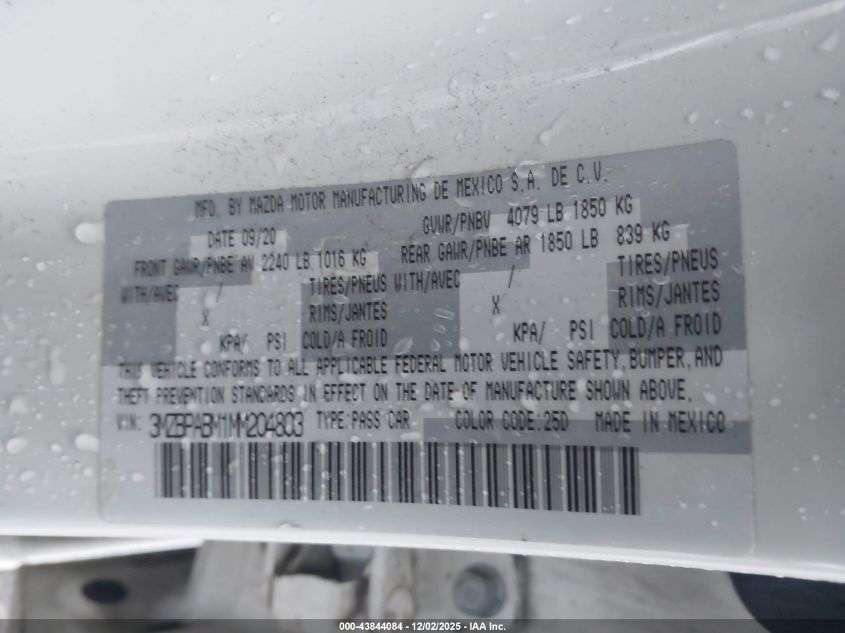 MFD. BY MAZDA MOTOR MANUFACTURING DE MEXICO S.A. DE C.V.
DATE 09/20 GVWR/PNBV 4079 LB 1850 KG
FRONT GAWR/PNBE AV 2240 LB 1016 KG REAR GAWR/PNBE AR 1850 LB 839 KG
WITH/AVEC / TIRES/PNEUS WITH/AVEC / TIRES/PNEUS
X RIMS/JANTES X RIMS/JANTES
KPA/ PSI COLD/A FROID KPA/ PSI COLD/A FROID
THIS VEHICLE CONFORMS TO ALL APPLICABLE FEDERAL MOTOR VEHICLE SAFETY BUMPER, AND
THEFT PREVENTION STANDARDS IN EFFECT ON THE DATE OF MANUFACTURE SHOWN ABOVE.
VIN: 3MZBPABM1MM204803 TYPE:PASS CAR COLOR CODE:25D MADE IN MEXICO
000-43844084 - 12/02/2025 - IAA Inc.